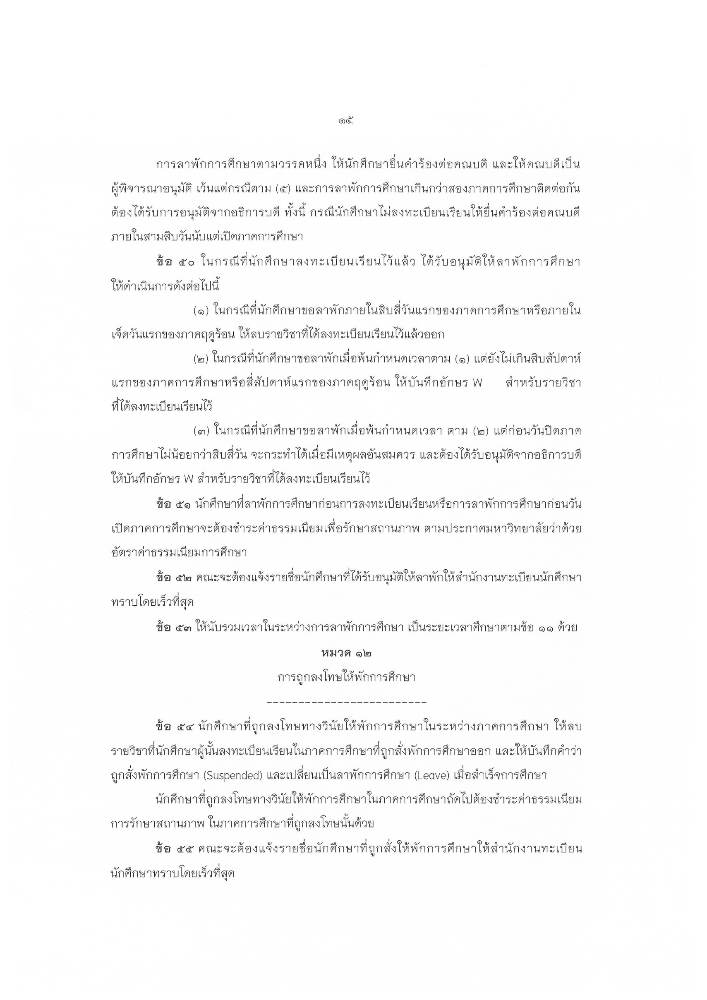 ๑๕
การลาพักการศึกษาตามวรรคหนึ่ง ให้นักศึกษายื่นคำร้องต่อคณบดี และให้คณบดีเป็น
ผู้พิจารณาอนุมัติ เว้นแต่กรณีตาม (๕) และการลาพักการศึกษาเกินกว่าสองภาคการศึกษาติดต่อกัน
ต้องได้รับการอนุมัติจากอธิการบดี ทั้งนี้ กรณีนักศึกษาไม่ลงทะเบียนเรียนให้ยื่นคำร้องต่อคณบดี
ภายในสามสิบวันนับแต่เปิดภาคการศึกษา
ข้อ ๕๐ ในกรณีที่นักศึกษาลงทะเบียนเรียนไว้แล้ว ได้รับอนุมัติให้ลาพักการศึกษา
ให้ดำเนินการดังต่อไปนี้
(๑) ในกรณีที่นักศึกษาขอลาพักภายในสิบสี่วันแรกของภาคการศึกษาหรือภายใน
เจ็ดวันแรกของภาคฤดูร้อน ให้ลบรายวิชาที่ได้ลงทะเบียนเรียนไว้แล้วออก
(๒) ในกรณีที่นักศึกษาขอลาพักเมื่อพ้นกำหนดเวลาตาม (๑) แต่ยังไม่เกินสิบสัปดาห์
แรกของภาคการศึกษาหรือสี่สัปดาห์แรกของภาคฤดูร้อน ให้บันทึกอักษร W สำหรับรายวิชา
ที่ได้ลงทะเบียนเรียนไว้
(๓) ในกรณีที่นักศึกษาขอลาพักเมื่อพ้นกำหนดเวลา ตาม (๒) แต่ก่อนวันปิดภาค
การศึกษาไม่น้อยกว่าสิบสี่วัน จะกระทำได้เมื่อมีเหตุผลอันสมควร และต้องได้รับอนุมัติจากอธิการบดี
ให้บันทึกอักษร W สำหรับรายวิชาที่ได้ลงทะเบียนเรียนไว้
ข้อ ๕๑ นักศึกษาที่ลาพักการศึกษาก่อนการลงทะเบียนเรียนหรือการลาพักการศึกษาก่อนวัน
เปิดภาคการศึกษาจะต้องชำระค่าธรรมเนียมเพื่อรักษาสถานภาพ ตามประกาศมหาวิทยาลัยว่าด้วย
อัตราค่าธรรมเนียมการศึกษา
ข้อ ๕๒ คณะจะต้องแจ้งรายชื่อนักศึกษาที่ได้รับอนุมัติให้ลาพักให้สำนักงานทะเบียนนักศึกษา
ทราบโดยเร็วที่สุด
ข้อ ๕๓ ให้นับรวมเวลาในระหว่างการลาพักการศึกษา เป็นระยะเวลาศึกษาตามข้อ ๑๑ ด้วย
หมวด ๑๒
การถูกลงโทษให้พักการศึกษา
-------------------------
ข้อ ๕๔ นักศึกษาที่ถูกลงโทษทางวินัยให้พักการศึกษาในระหว่างภาคการศึกษา ให้ลบ
รายวิชาที่นักศึกษาผู้นั้นลงทะเบียนเรียนในภาคการศึกษาที่ถูกสั่งพักการศึกษาออก และให้บันทึกคำว่า
ถูกสั่งพักการศึกษา (Suspended) และเปลี่ยนเป็นลาพักการศึกษา (Leave) เมื่อสำเร็จการศึกษา
นักศึกษาที่ถูกลงโทษทางวินัยให้พักการศึกษาในภาคการศึกษาถัดไปต้องชำระค่าธรรมเนียม
การรักษาสถานภาพ ในภาคการศึกษาที่ถูกลงโทษนั้นด้วย
ข้อ ๕๕ คณะจะต้องแจ้งรายชื่อนักศึกษาที่ถูกสั่งให้พักการศึกษาให้สำนักงานทะเบียน
นักศึกษาทราบโดยเร็วที่สุด